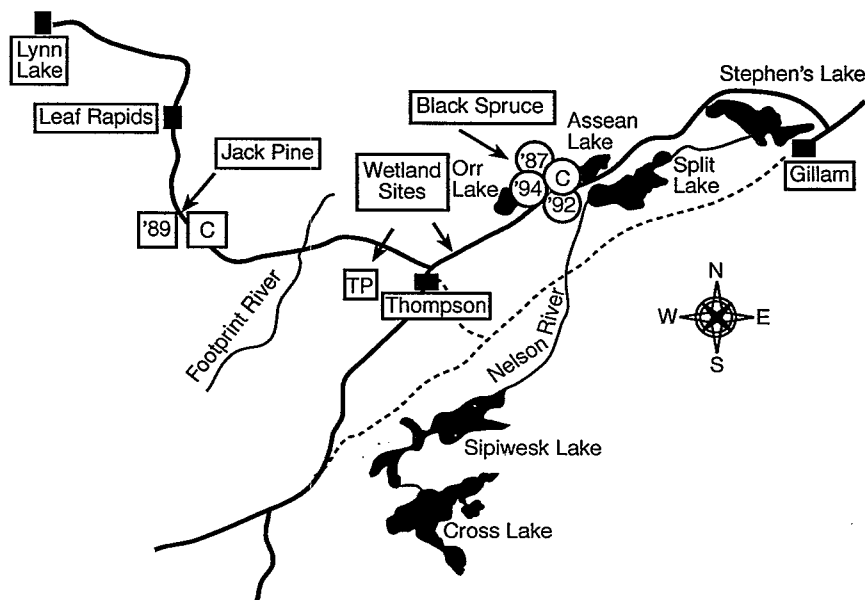 Lynn
Lake
Leaf Rapids
Jack Pine
'89
C
Footprint River
Wetland
Sites
TP
Thompson
Black Spruce
Orr
Lake
'87
'94
C
'92
Assean
Lake
Split
Lake
Stephen's Lake
Gillam
Nelson River
N
W
E
S
Sipiwesk Lake
Cross Lake